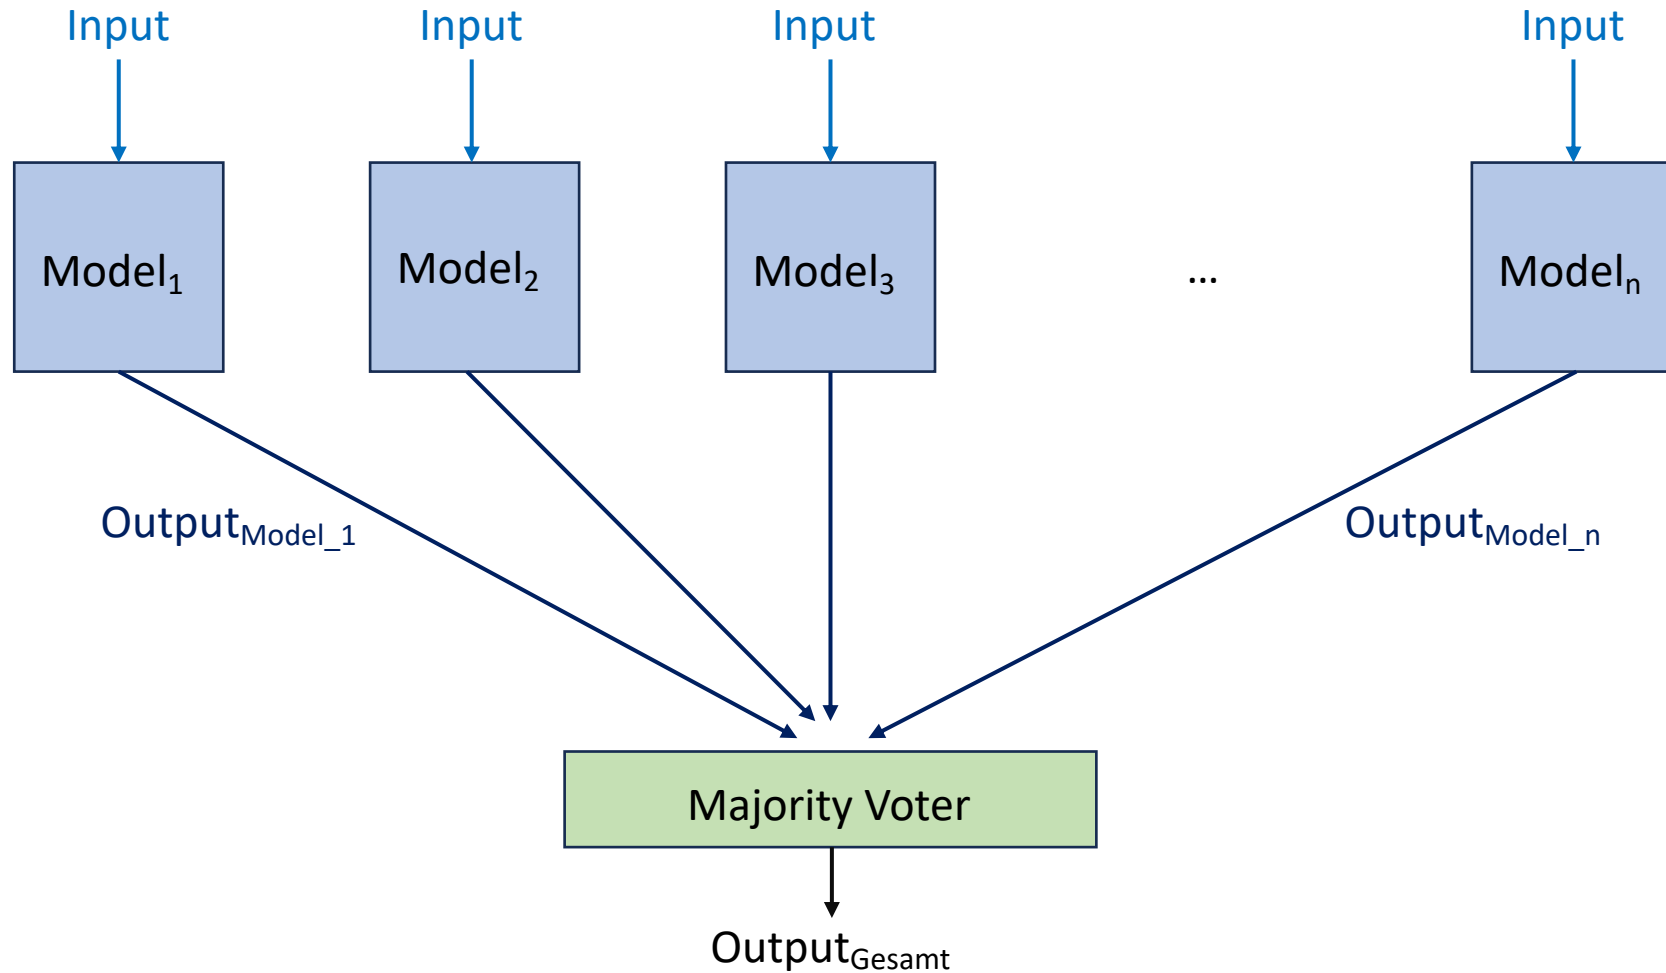 Input Input Input Input
Model1 Model2 Model3 ... Modeln
OutputModel_1 OutputModel_n
Majority Voter
OutputGesamt